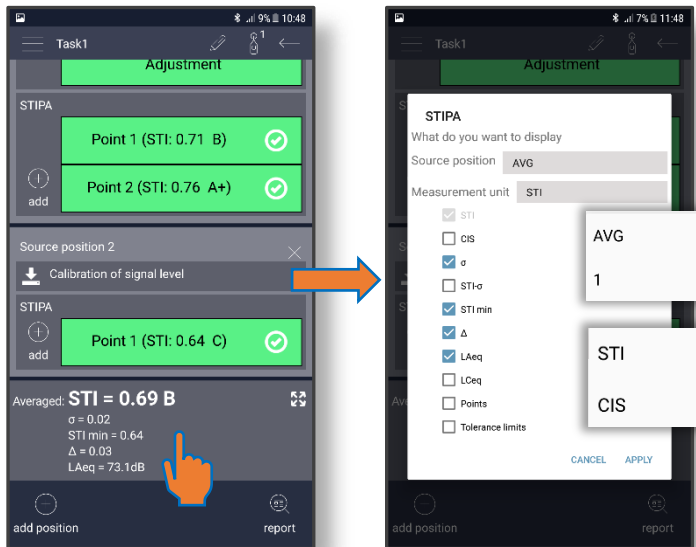 9% 10:48
Task1
1
Adjustment
STIPA
Point 1 (STI: 0.71 B)
Point 2 (STI: 0.76 A+)
add
Source position 2
Calibration of signal level
STIPA
Point 1 (STI: 0.64 C)
add
Averaged: STI = 0.69 B
σ = 0.02
STI min = 0.64
Δ = 0.03
LAeq = 73.1dB
add position
report
7% 11:48
Task1
Adjustment
STIPA
What do you want to display
Source position AVG
Measurement unit STI
STI
CIS
σ
STI-σ
STI min
Δ
LAeq
LCeq
Points
Tolerance limits
CANCEL APPLY
add position
report
AVG
1
STI
CIS